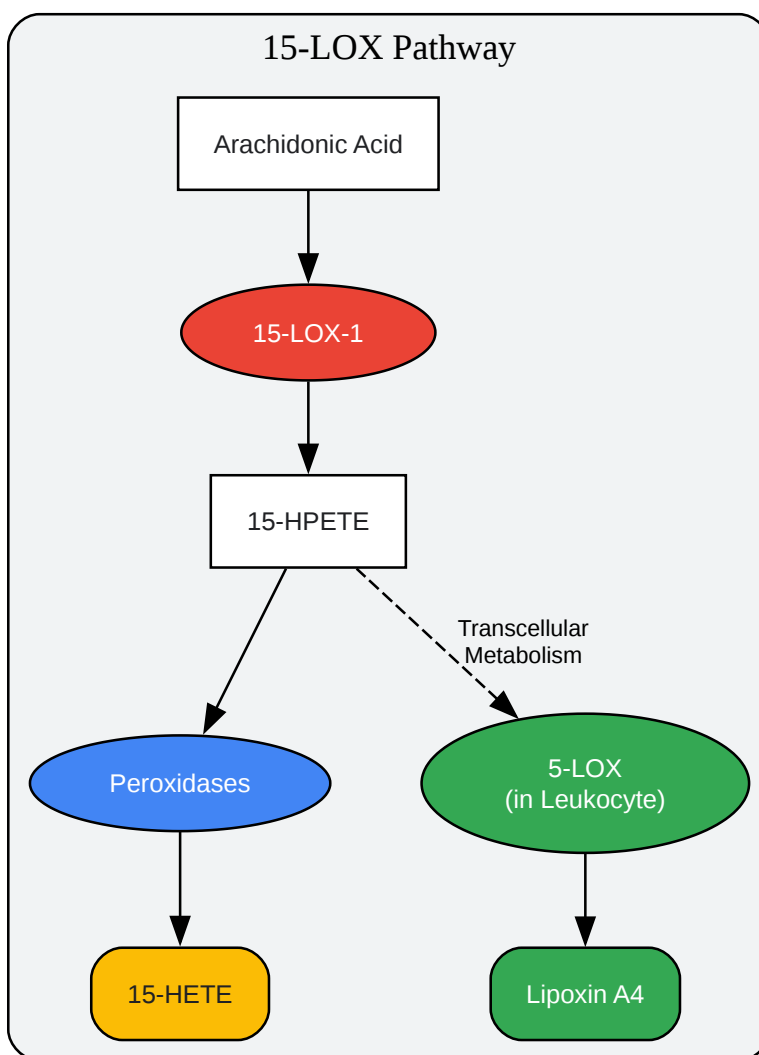 15-LOX Pathway
Arachidonic Acid
15-LOX-1
15-HPETE
Transcellular
Metabolism
Peroxidases
5-LOX
(in Leukocyte)
15-HETE
Lipoxin A4